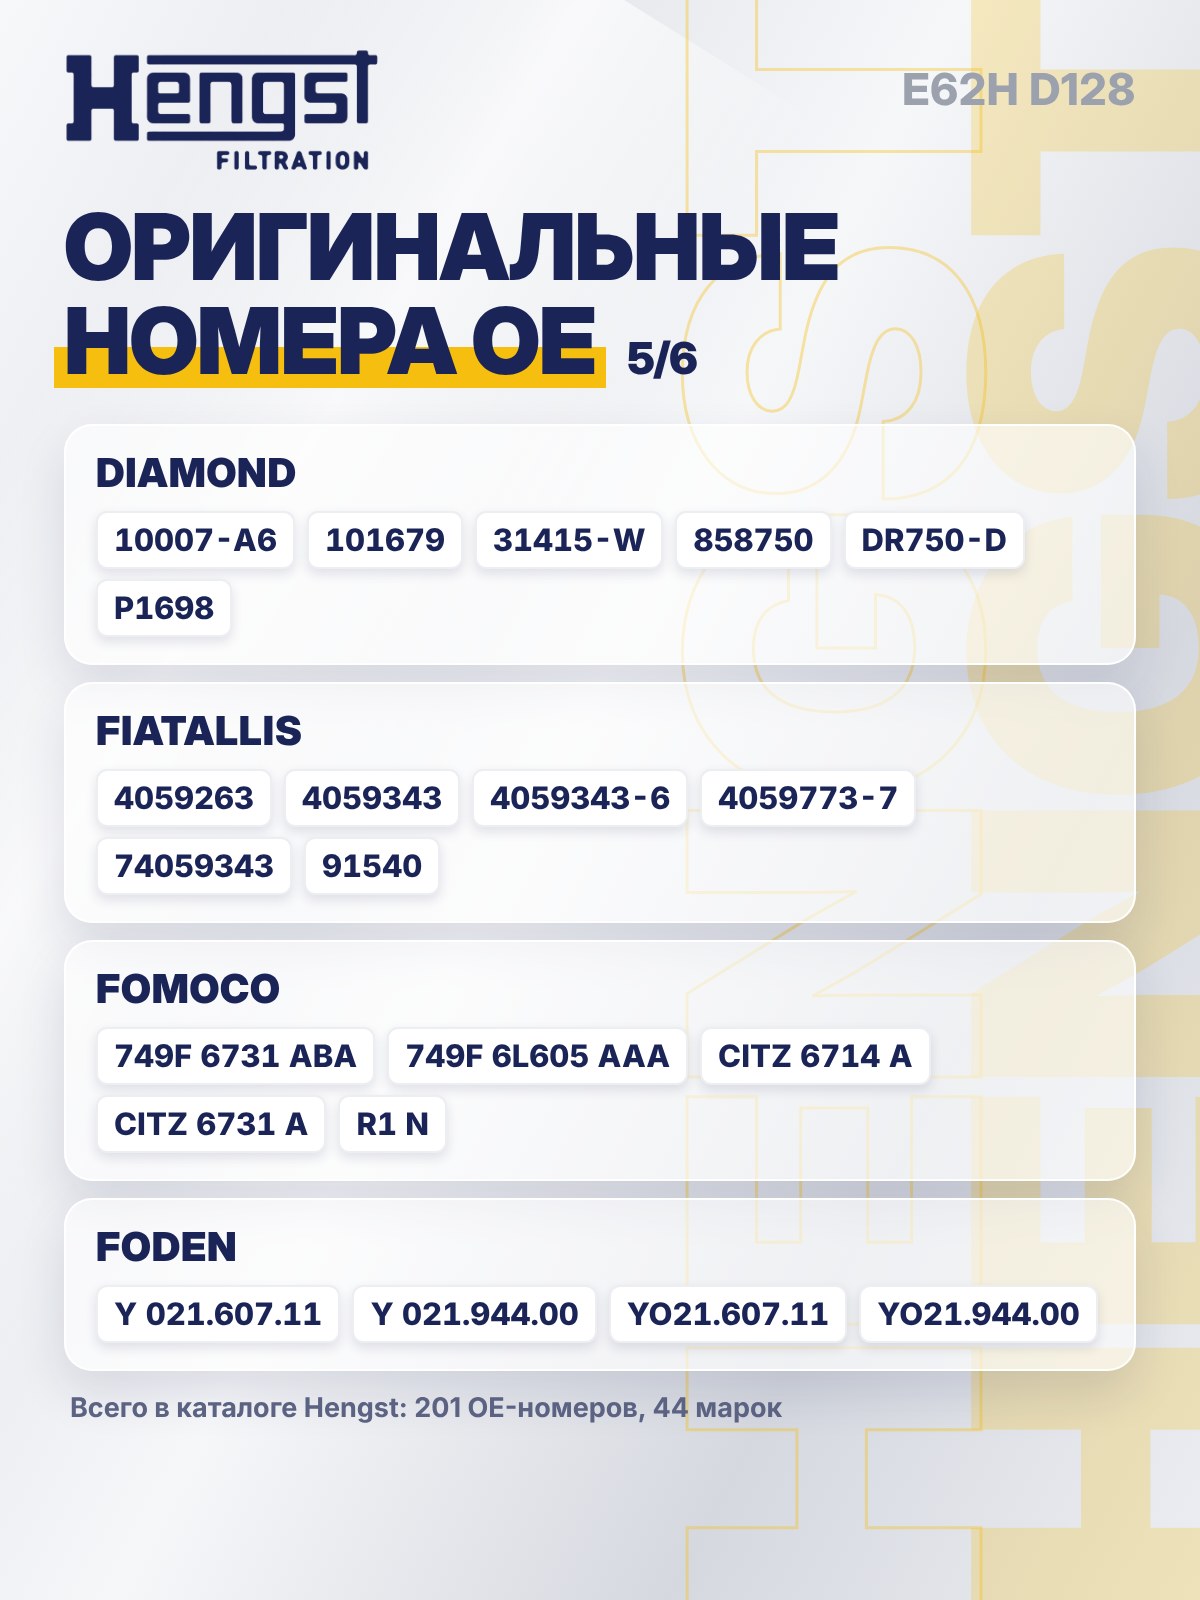 Hengst
FILTRATION
E62H D128
ОРИГИНАЛЬНЫЕ
НОМЕРА OE 5/6
DIAMOND
10007-A6 101679 31415-W 858750 DR750-D
P1698
FIATALLIS
4059263 4059343 4059343-6 4059773-7
74059343 91540
FOMOCO
749F 6731 ABA 749F 6L605 AAA CITZ 6714 A
CITZ 6731 A R1 N
FODEN
Y 021.607.11 Y 021.944.00 YO21.607.11 YO21.944.00
Всего в каталоге Hengst: 201 OE-номеров, 44 марок
HENGST
HENGST